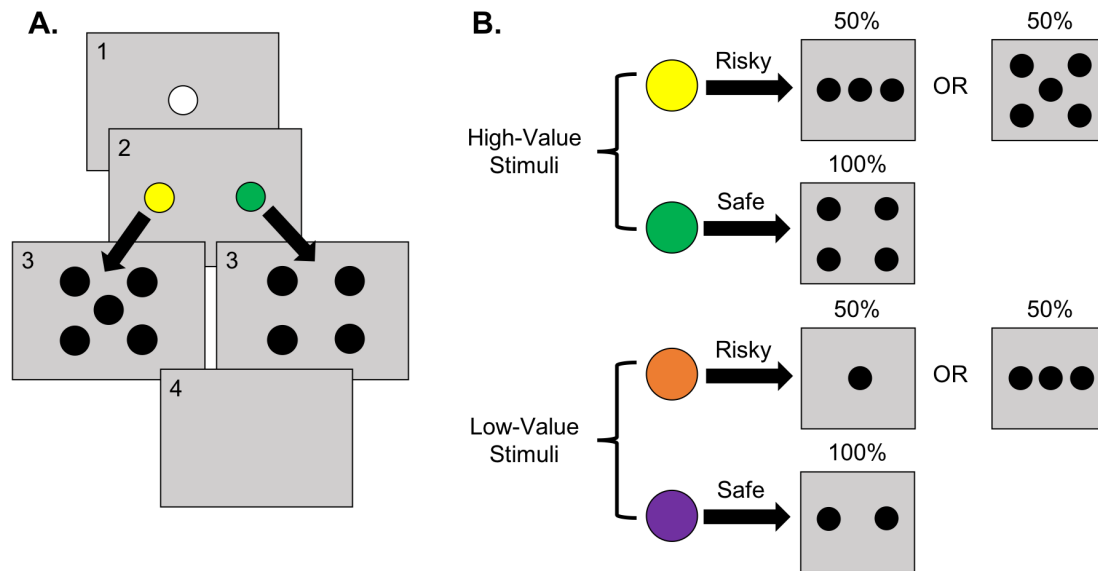 A.
1
2
3
3
4
B.
50%
50%
Risky
OR
High-Value
Stimuli
100%
Safe
50%
50%
Risky
OR
Low-Value
Stimuli
100%
Safe